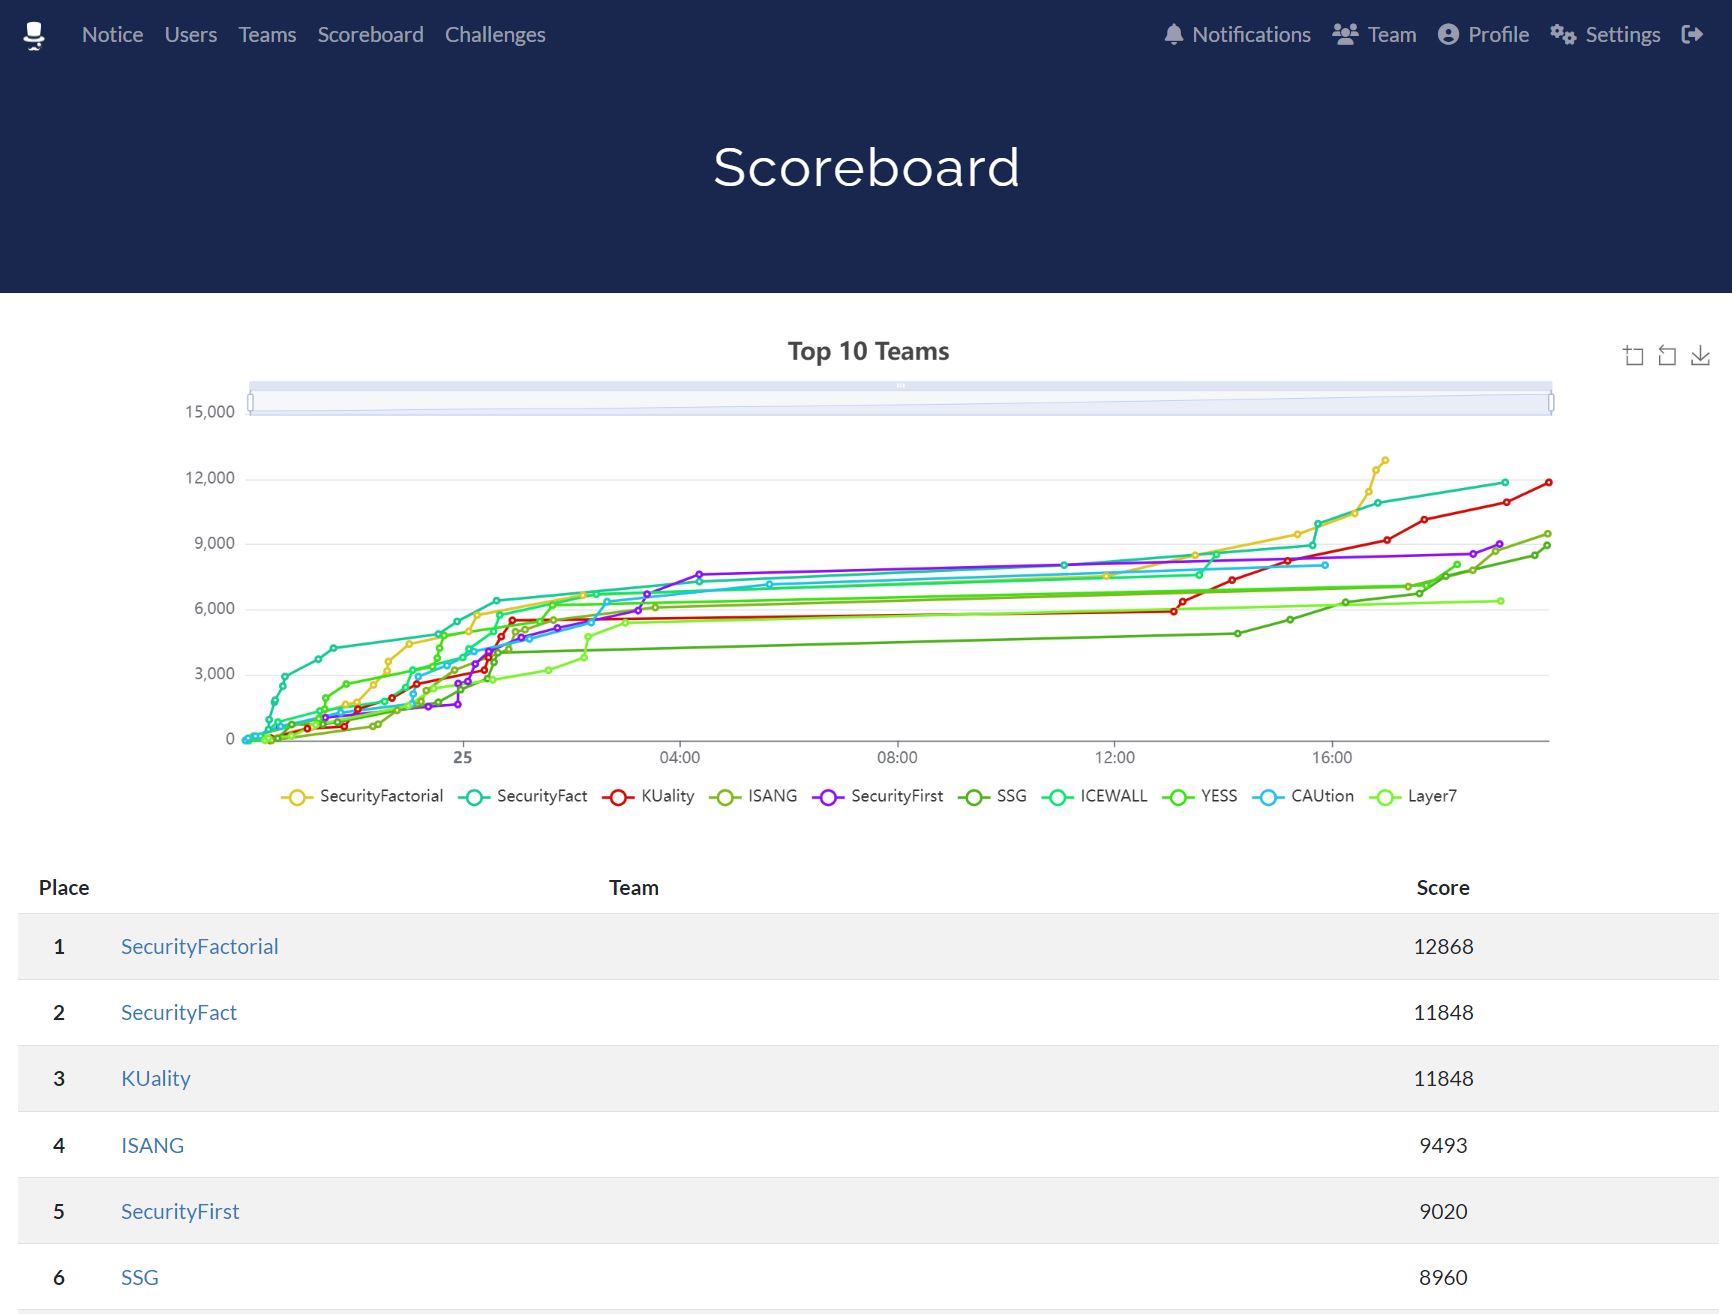 Notice Users Teams Scoreboard Challenges Notifications Team Profile Settings
Scoreboard
Top 10 Teams
15,000
12,000
9,000
6,000
3,000
0
25 04:00 08:00 12:00 16:00
SecurityFactorial SecurityFact KUality ISANG SecurityFirst SSG ICEWALL YESS CAUtion Layer7
Place Team Score
1 SecurityFactorial 12868
2 SecurityFact 11848
3 KUality 11848
4 ISANG 9493
5 SecurityFirst 9020
6 SSG 8960